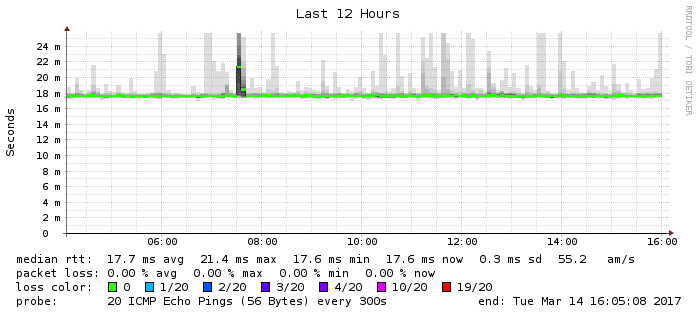 Last 12 Hours
RRDTOOL / TOBI OETIKER
Seconds
24 m
22 m
20 m
18 m
16 m
14 m
12 m
10 m
8 m
6 m
4 m
2 m
0
06:00 08:00 10:00 12:00 14:00 16:00
median rtt: 17.7 ms avg 21.4 ms max 17.6 ms min 17.6 ms now 0.3 ms sd 55.2 am/s
packet loss: 0.00 % avg 0.00 % max 0.00 % min 0.00 % now
loss color: 0 1/20 2/20 3/20 4/20 10/20 19/20
probe: 20 ICMP Echo Pings (56 Bytes) every 300s end: Tue Mar 14 16:05:08 2017